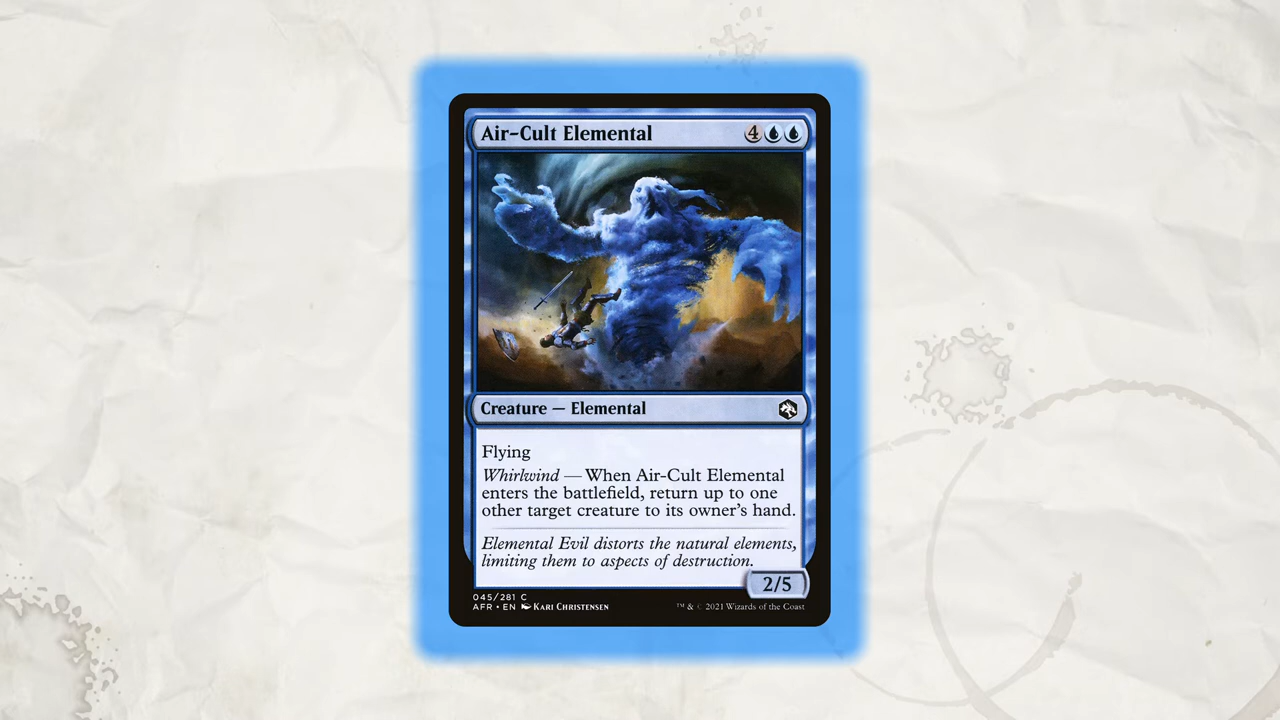 Air-Cult Elemental 4
Creature — Elemental
Flying
Whirlwind — When Air-Cult Elemental
enters the battlefield, return up to one
other target creature to its owner's hand.
Elemental Evil distorts the natural elements,
limiting them to aspects of destruction.
2/5
045/281 C
AFR • EN Kari Christensen
™ & © 2021 Wizards of the Coast